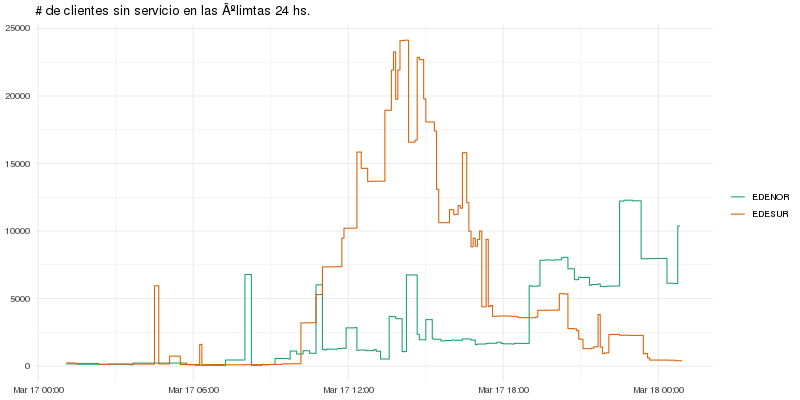 # de clientes sin servicio en las Ãºlimtas 24 hs.
25000
20000
15000
10000
5000
0
Mar 17 00:00
Mar 17 06:00
Mar 17 12:00
Mar 17 18:00
Mar 18 00:00
EDENOR
EDESUR